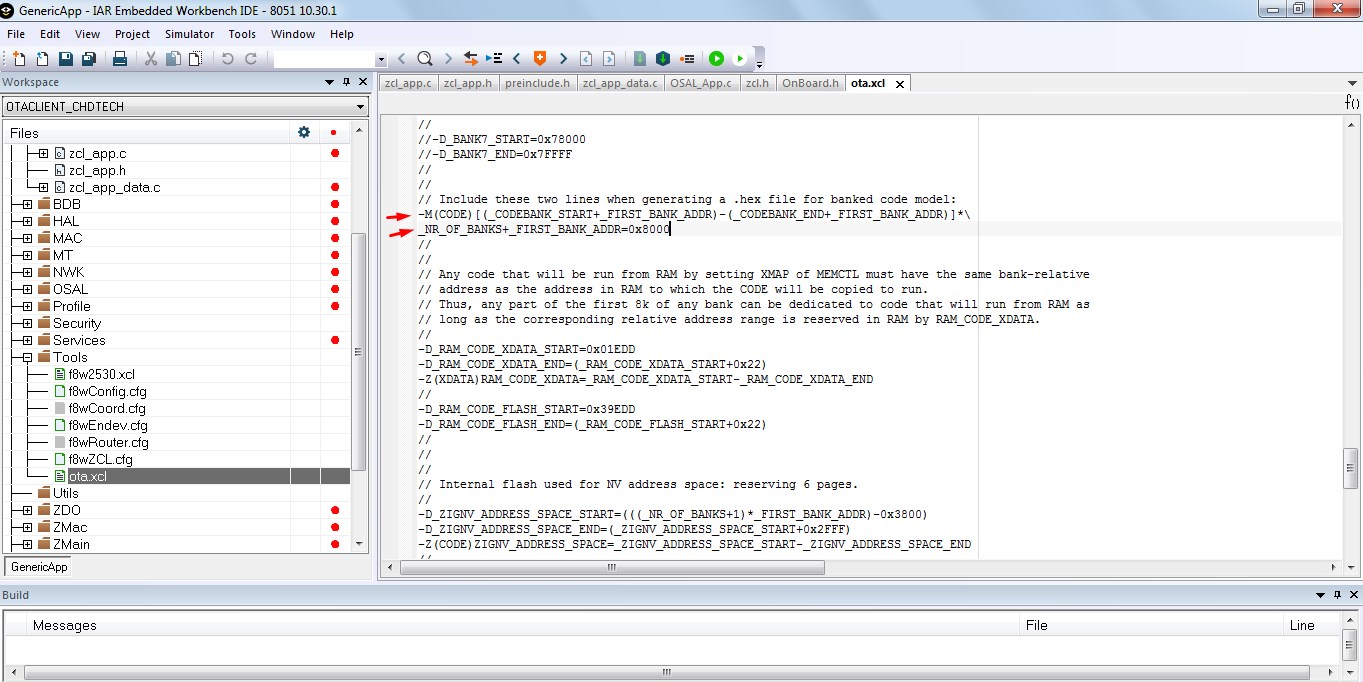 GenericApp - IAR Embedded Workbench IDE - 8051 10.30.1
File Edit View Project Simulator Tools Window Help
Workspace
OTACLIENT_CHDTECH
Files
zcl_app.c
zcl_app.h
zcl_app_data.c
BDB
HAL
MAC
MT
NWK
OSAL
Profile
Security
Services
Tools
f8w2530.xcl
f8wConfig.cfg
f8wCoord.cfg
f8wEndev.cfg
f8wRouter.cfg
f8wZCL.cfg
ota.xcl
Utils
ZDO
ZMac
ZMain
GenericApp
zcl_app.c zcl_app.h preinclude.h zcl_app_data.c OSAL_App.c zcl.h OnBoard.h ota.xcl
f()
//
//-D_BANK7_START=0x78000
//-D_BANK7_END=0x7FFFF
//
//
// Include these two lines when generating a .hex file for banked code model:
-M(CODE)[(_CODEBANK_START+_FIRST_BANK_ADDR)-(_CODEBANK_END+_FIRST_BANK_ADDR)]*\
_NR_OF_BANKS+_FIRST_BANK_ADDR=0x8000
//
//
// Any code that will be run from RAM by setting XMAP of MEMCTL must have the same bank-relative
// address as the address in RAM to which the CODE will be copied to run.
// Thus, any part of the first 8k of any bank can be dedicated to code that will run from RAM as
// long as the corresponding relative address range is reserved in RAM by RAM_CODE_XDATA.
//
-D_RAM_CODE_XDATA_START=0x01EDD
-D_RAM_CODE_XDATA_END=(_RAM_CODE_XDATA_START+0x22)
-Z(XDATA)RAM_CODE_XDATA=_RAM_CODE_XDATA_START-_RAM_CODE_XDATA_END
//
-D_RAM_CODE_FLASH_START=0x39EDD
-D_RAM_CODE_FLASH_END=(_RAM_CODE_FLASH_START+0x22)
//
//
//
// Internal flash used for NV address space: reserving 6 pages.
//
-D_ZIGNV_ADDRESS_SPACE_START=(((_NR_OF_BANKS+1)*_FIRST_BANK_ADDR)-0x3800)
-D_ZIGNV_ADDRESS_SPACE_END=(_ZIGNV_ADDRESS_SPACE_START+0x2FFF)
-Z(CODE)ZIGNV_ADDRESS_SPACE=_ZIGNV_ADDRESS_SPACE_START-_ZIGNV_ADDRESS_SPACE_END
//
Build
Messages File Line